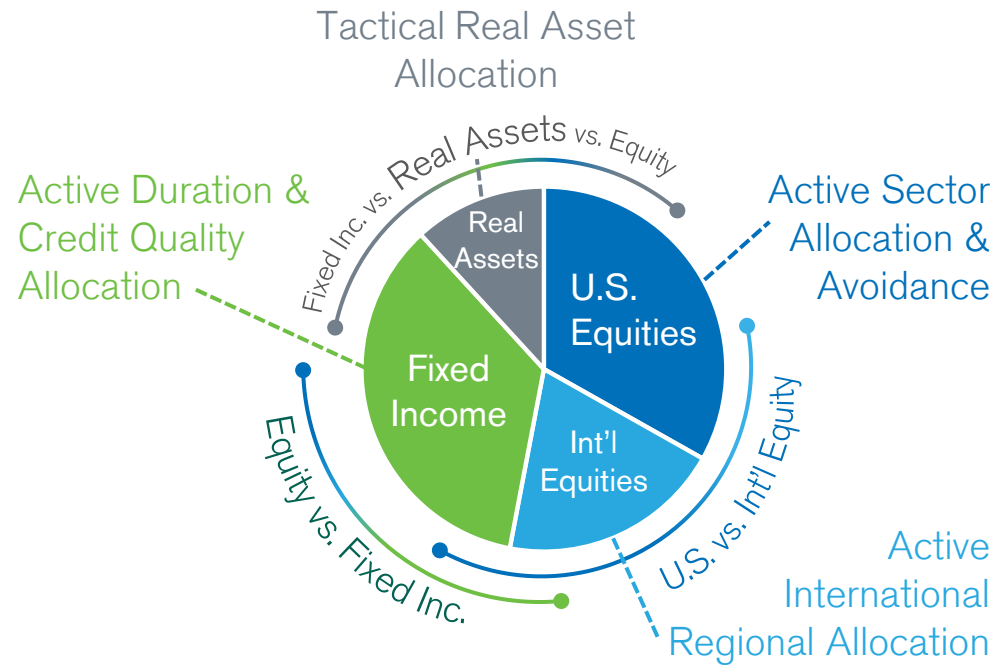 Tactical Real Asset
Allocation
Fixed Inc. vs. Real Assets vs. Equity
Active Duration &
Credit Quality
Allocation
Active Sector
Allocation &
Avoidance
Real
Assets
U.S.
Equities
Fixed
Income
Int'l
Equities
Equity vs. Fixed Inc.
U.S. vs. Int'l Equity
Active
International
Regional Allocation